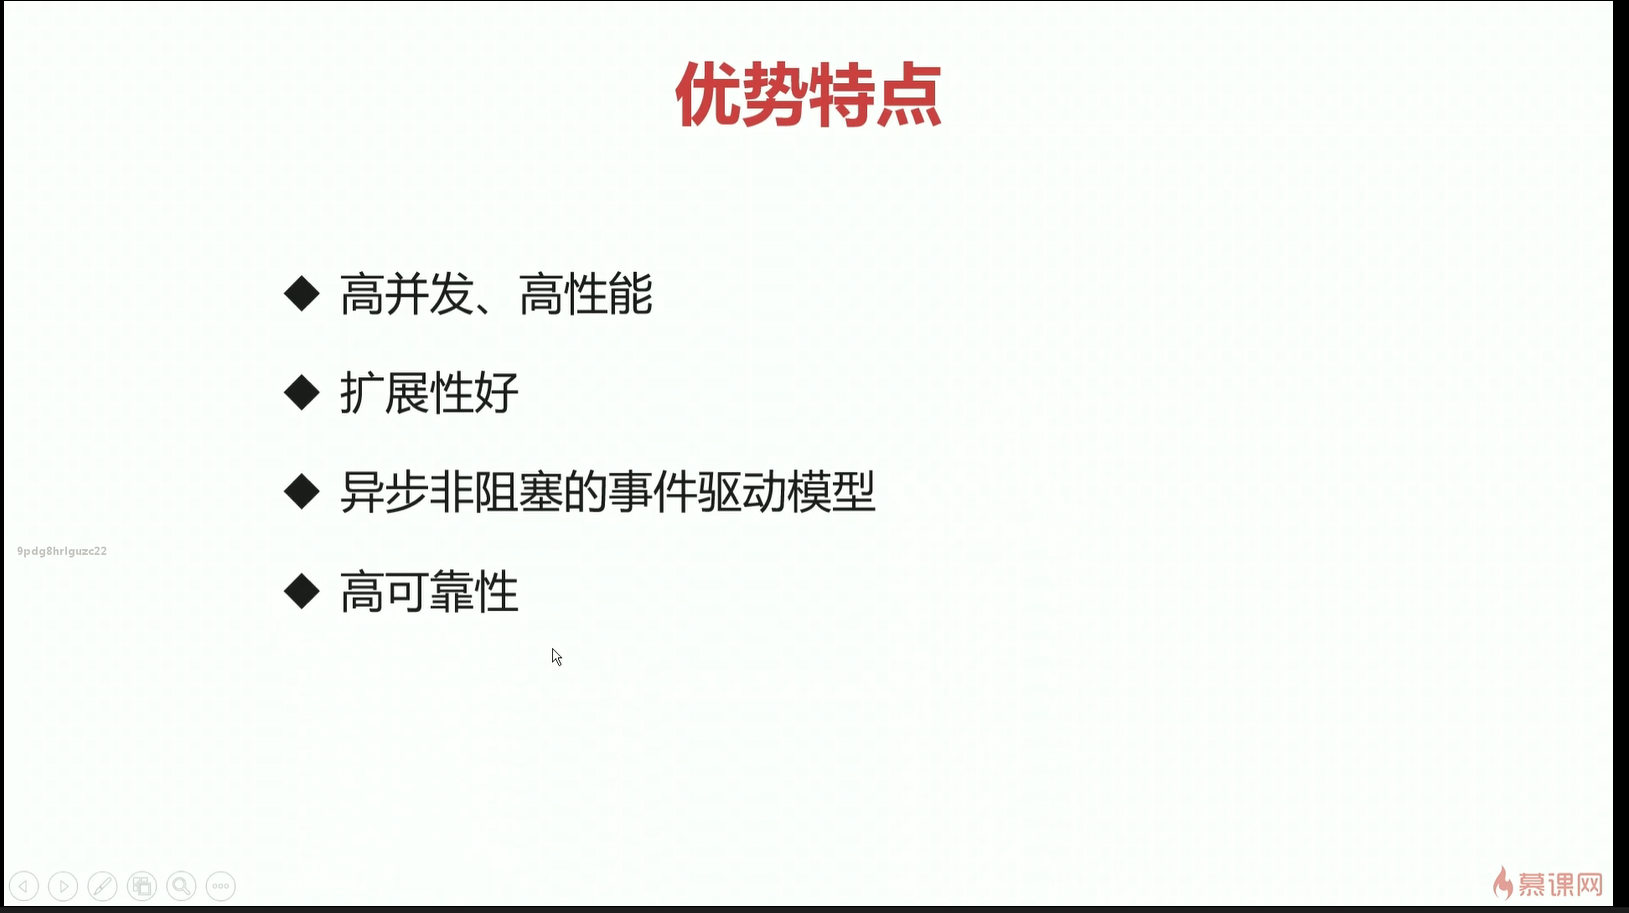 优势特点
◆ 高并发、高性能
◆ 扩展性好
◆ 异步非阻塞的事件驱动模型
9pdg8hrlguzc22
◆ 高可靠性
慕课网